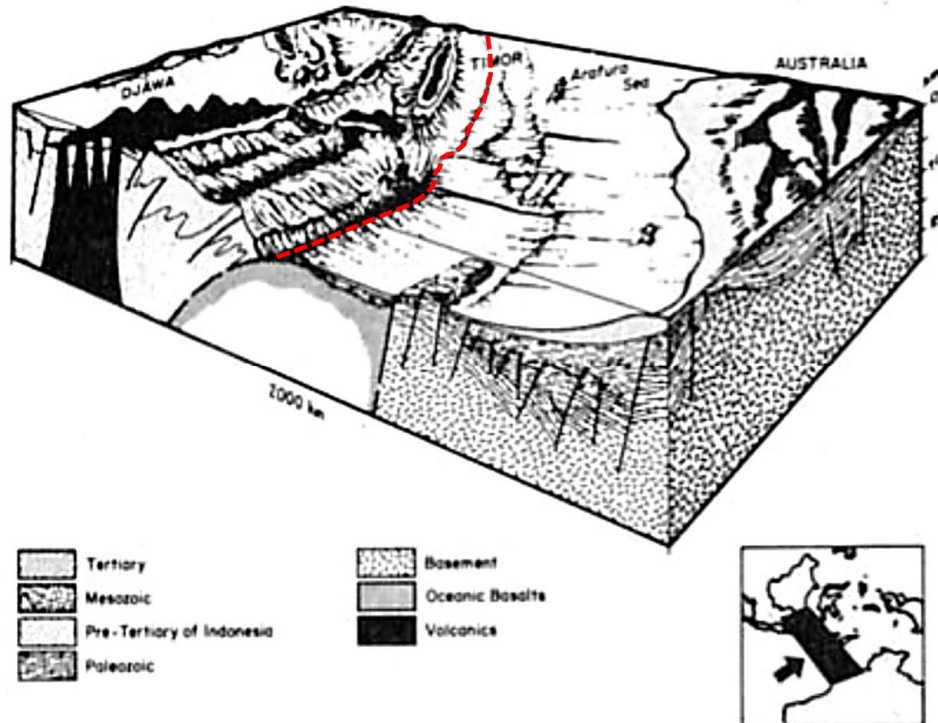 DJAWA
TIMOR
Arafura
Sea
AUSTRALIA
2000 km
Tertiary
Mesozoic
Pre-Tertiary of Indonesia
Paleozoic
Basement
Oceanic Basalts
Volcanics